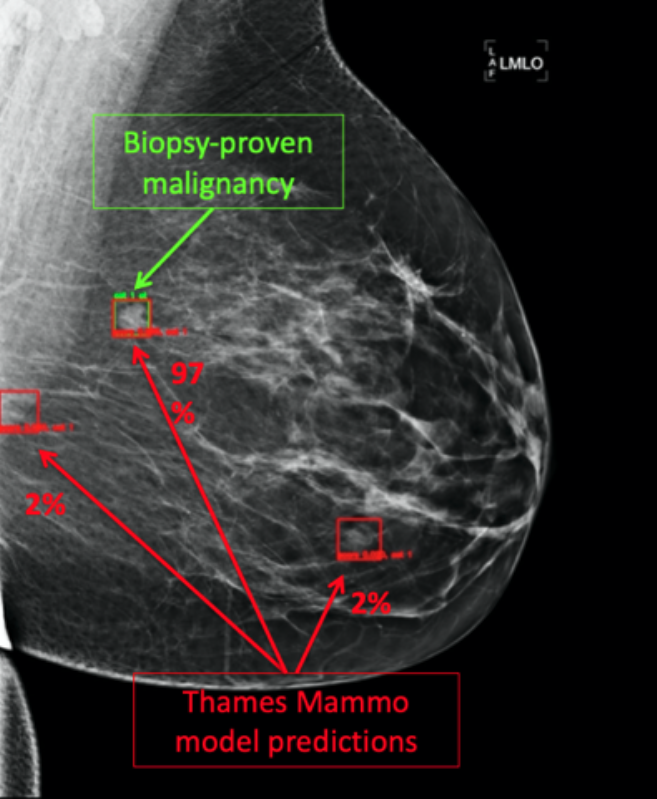 L
A
F
LMLO
Biopsy-proven
malignancy
97
%
2%
2%
Thames Mammo
model predictions